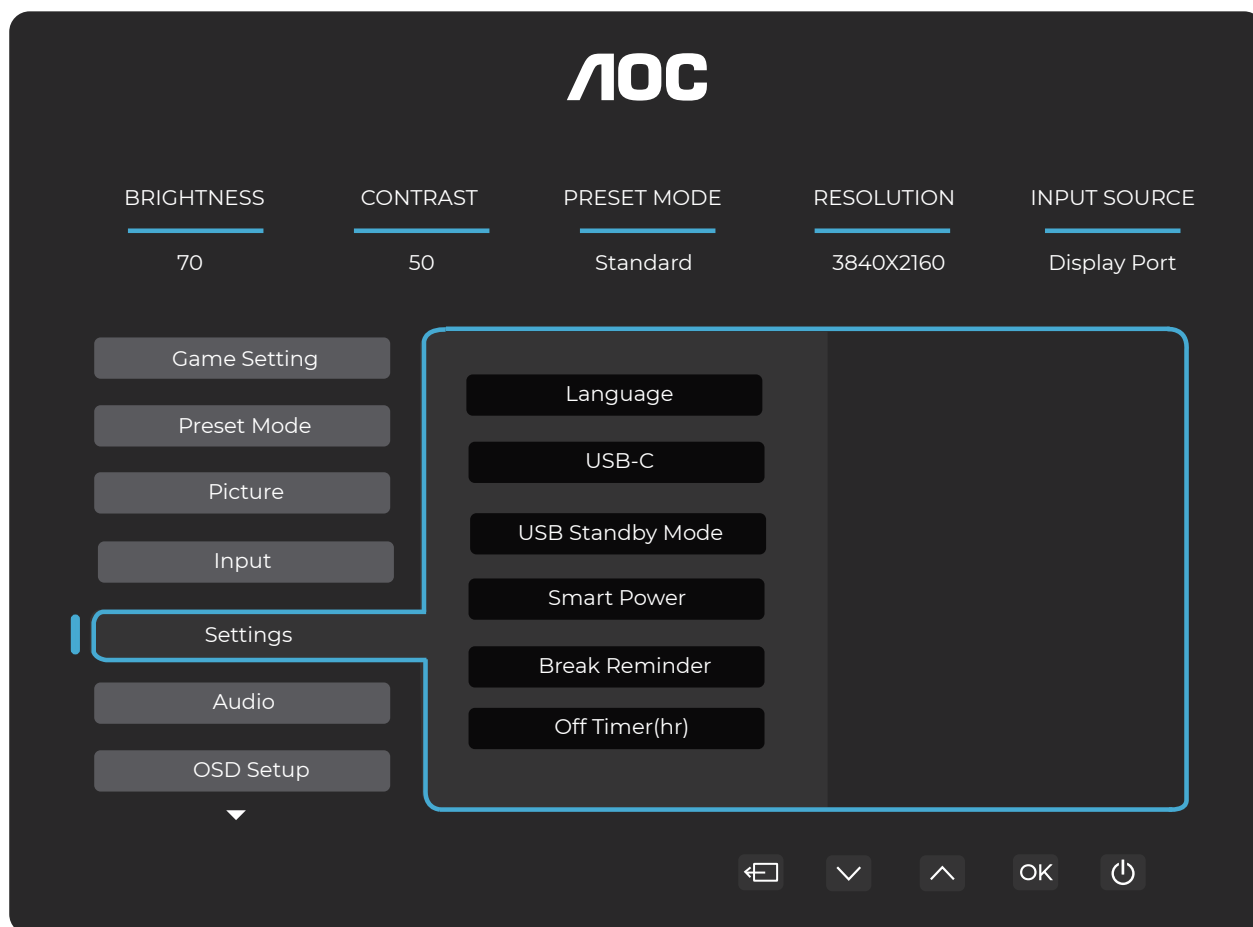 AOC
BRIGHTNESS CONTRAST PRESET MODE RESOLUTION INPUT SOURCE
70 50 Standard 3840X2160 Display Port
Game Setting
Preset Mode
Picture
Input
Settings
Audio
OSD Setup
Language
USB-C
USB Standby Mode
Smart Power
Break Reminder
Off Timer(hr)
OK